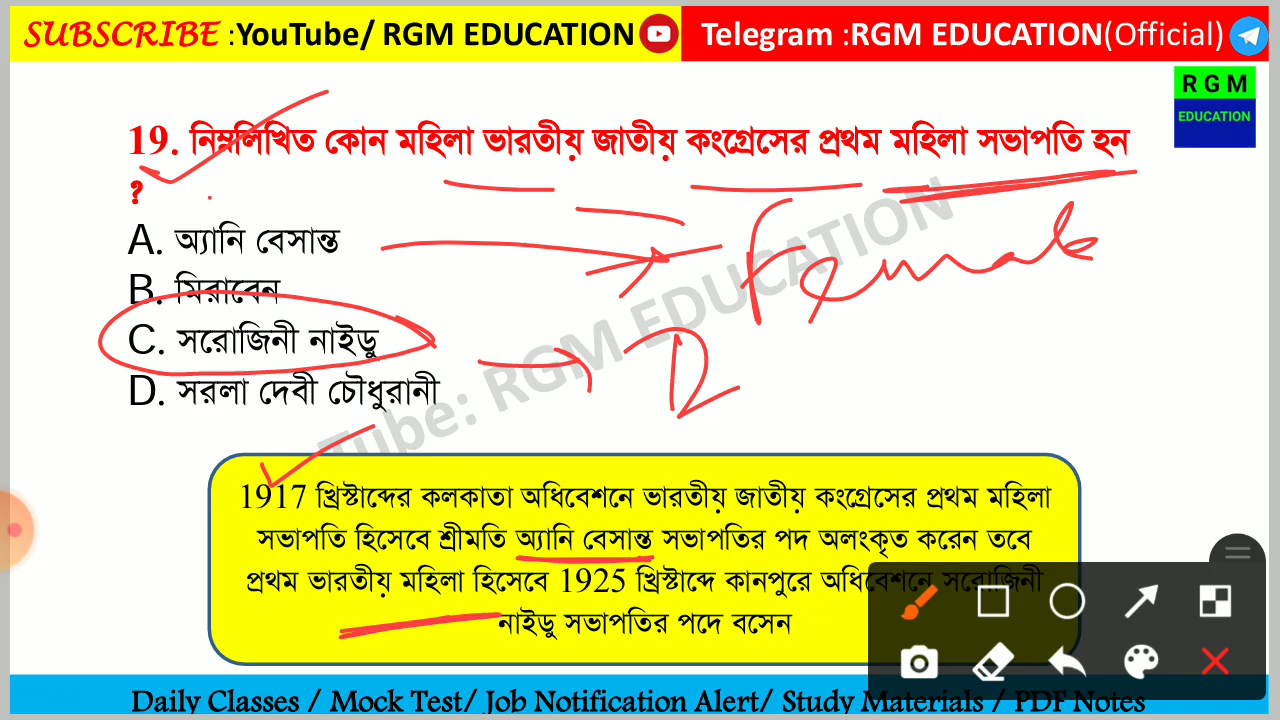 SUBSCRIBE :YouTube/ RGM EDUCATION
Telegram :RGM EDUCATION(Official)
RGM
EDUCATION
19. নিম্নলিখিত কোন মহিলা ভারতীয় জাতীয় কংগ্রেসের প্রথম মহিলা সভাপতি হন
?
A. অ্যানি বেসান্ত
B. মিরাবেন
C. সরোজিনী নাইডু
D. সরলা দেবী চৌধুরানী
Female
Tube: RGM EDUCATION
1917 খ্রিস্টাব্দের কলকাতা অধিবেশনে ভারতীয় জাতীয় কংগ্রেসের প্রথম মহিলা
সভাপতি হিসেবে শ্রীমতি অ্যানি বেসান্ত সভাপতির পদ অলংকৃত করেন তবে
প্রথম ভারতীয় মহিলা হিসেবে 1925 খ্রিস্টাব্দে কানপুরে অধিবেশনে সরোজিনী
নাইডু সভাপতির পদে বসেন
Daily Classes / Mock Test/ Job Notification Alert/ Study Materials / PDF Notes